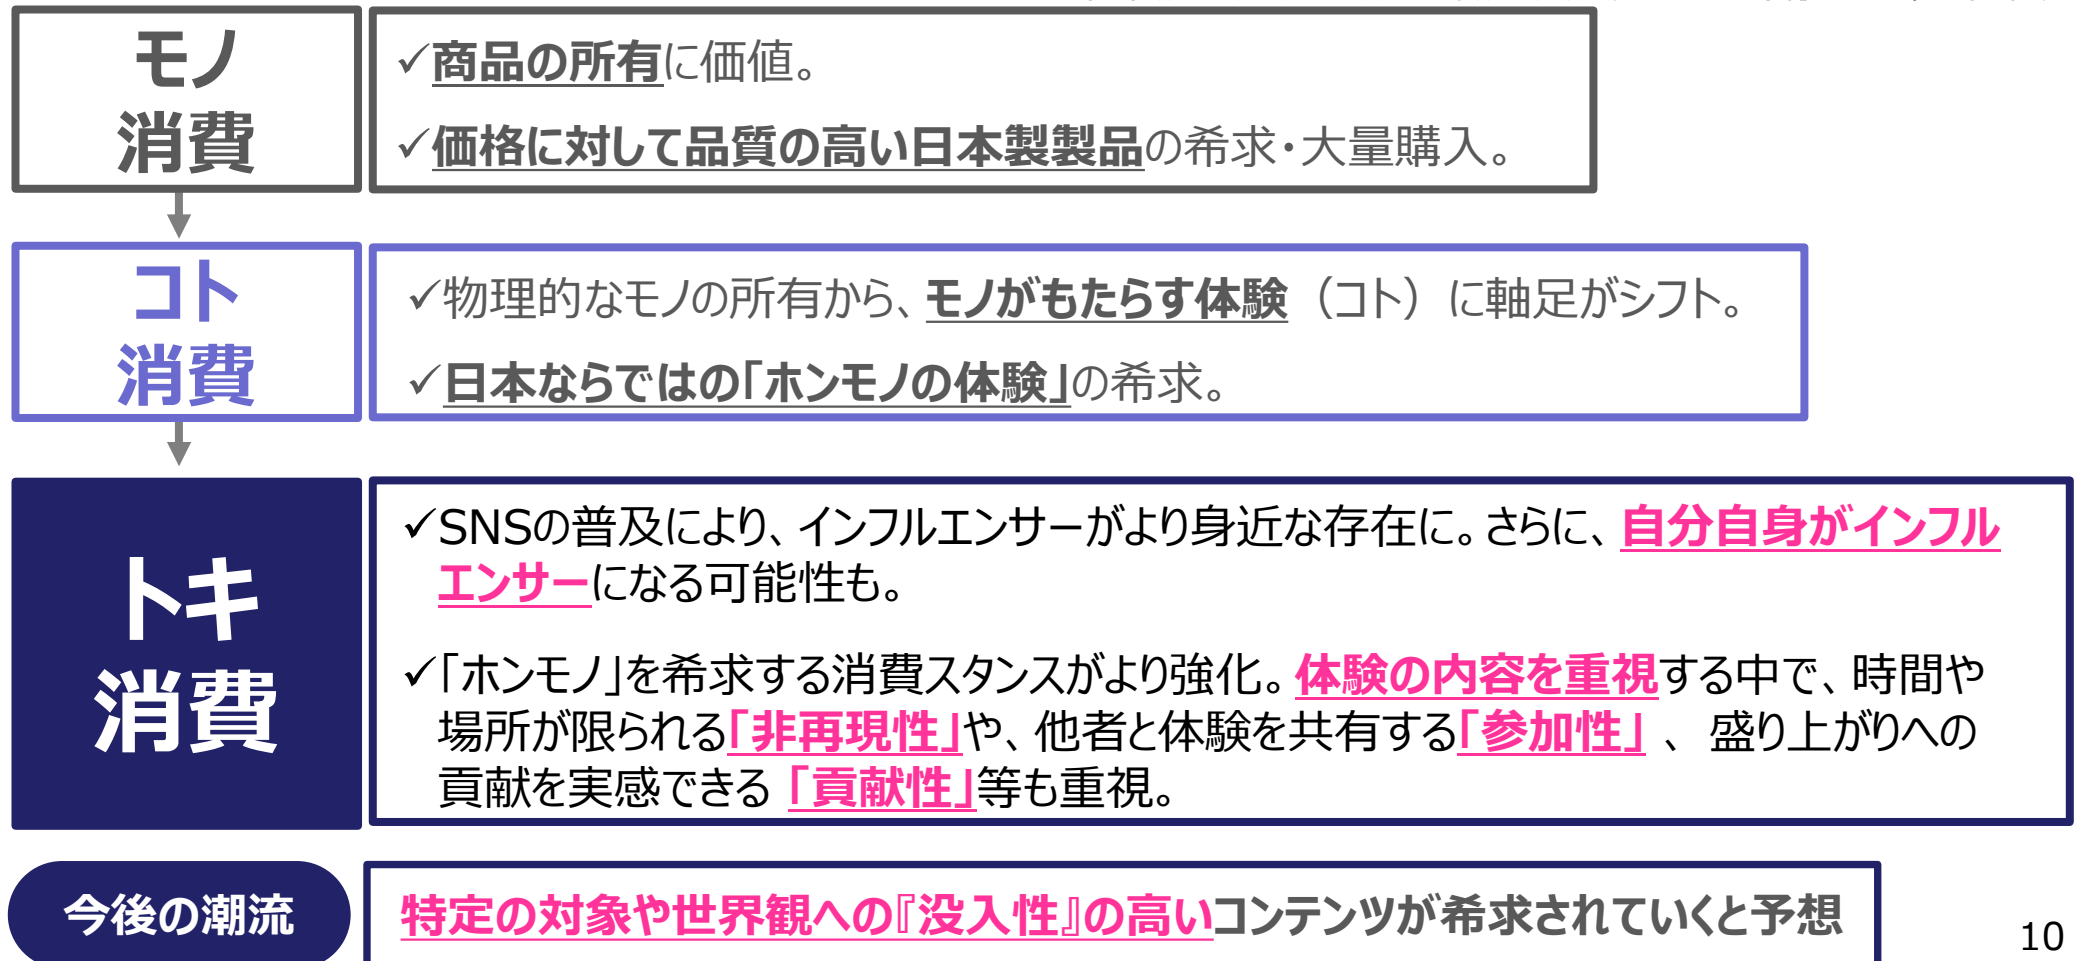 モノ
消費
✓商品の所有に価値。
✓価格に対して品質の高い日本製製品の希求・大量購入。
コト
消費
✓物理的なモノの所有から、モノがもたらす体験（コト）に軸足がシフト。
✓日本ならではの「ホンモノの体験」の希求。
トキ
消費
✓SNSの普及により、インフルエンサーがより身近な存在に。さらに、自分自身がインフル
エンサーになる可能性も。
✓「ホンモノ」を希求する消費スタンスがより強化。体験の内容を重視する中で、時間や
場所が限られる「非再現性」や、他者と体験を共有する「参加性」、盛り上がりへの
貢献を実感できる「貢献性」等も重視。
今後の潮流
特定の対象や世界観への『没入性』の高いコンテンツが希求されていくと予想
10